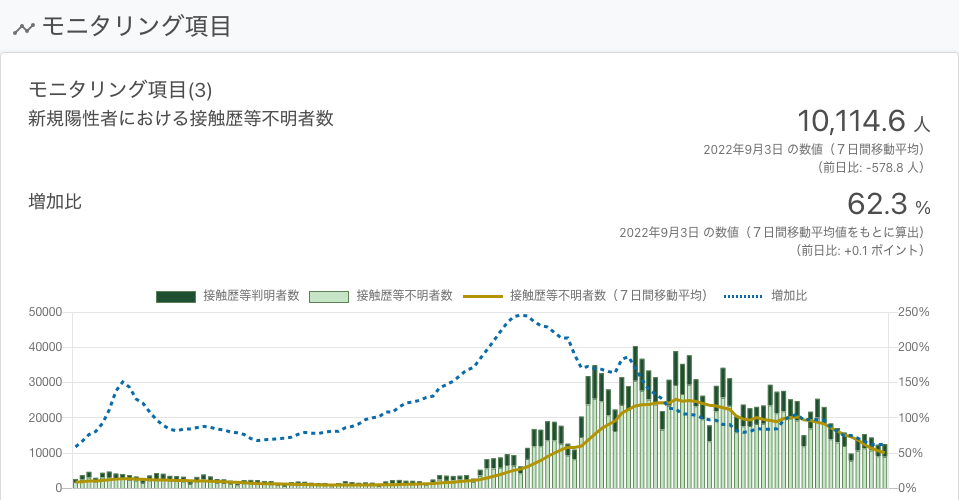 モニタリング項目
モニタリング項目(3)
新規陽性者における接触歴等不明者数
10,114.6 人
2022年9月3日 の数値（７日間移動平均）
（前日比: -578.8 人）
増加比
62.3 %
2022年9月3日 の数値（７日間移動平均値をもとに算出）
（前日比: +0.1 ポイント）
接触歴等判明者数 接触歴等不明者数 接触歴等不明者数（７日間移動平均） 増加比
50000 250%
40000 200%
30000 150%
20000 100%
10000 50%
0 0%